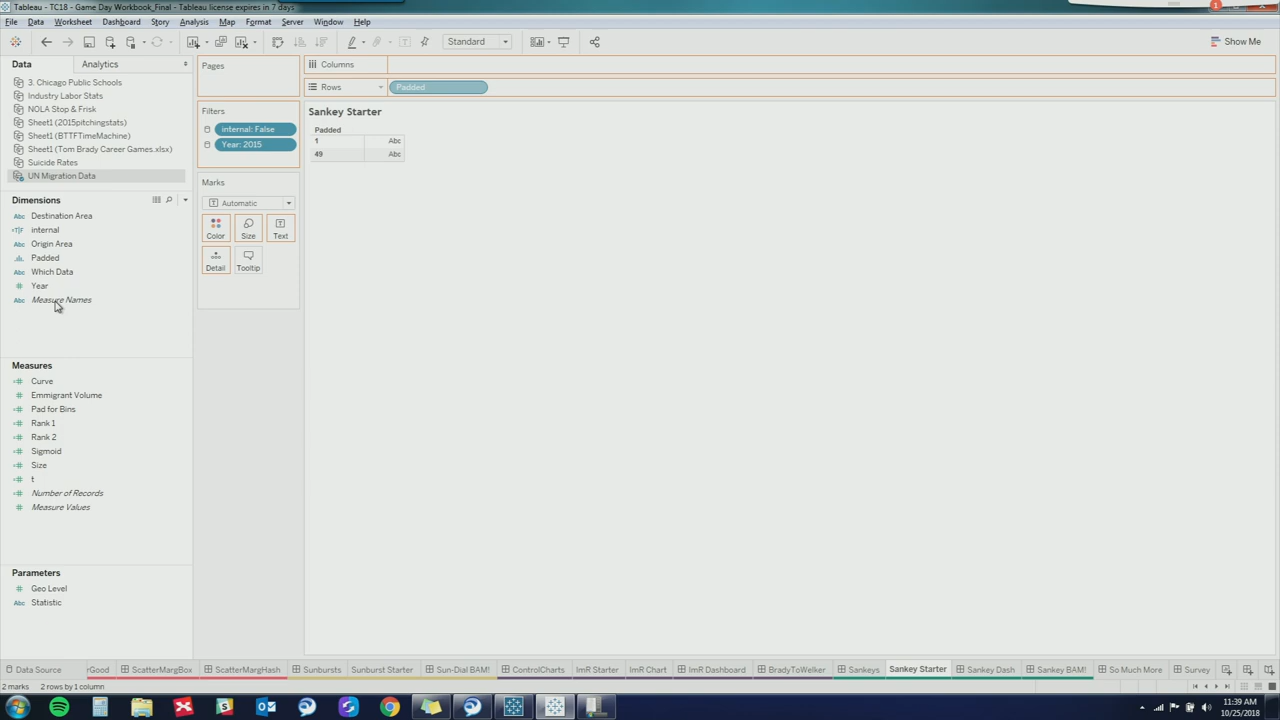 Tableau - TC18 - Game Day Workbook_Final - Tableau license expires in 7 days
1
File Data Worksheet Dashboard Story Analysis Map Format Server Window Help
Standard
Show Me
Data Analytics
3. Chicago Public Schools
Industry Labor Stats
NOLA Stop & Frisk
Sheet1 (2015pitchingstats)
Sheet1 (BTTFTimeMachine)
Sheet1 (Tom Brady Career Games.xlsx)
Suicide Rates
UN Migration Data
Dimensions
Abc Destination Area
T|F internal
Abc Origin Area
Padded
Abc Which Data
# Year
Abc Measure Names
Measures
# Curve
# Emmigrant Volume
# Pad for Bins
# Rank 1
# Rank 2
# Sigmoid
# Size
# t
# Number of Records
# Measure Values
Parameters
# Geo Level
Abc Statistic
Pages
Filters
internal: False
Year: 2015
Marks
Automatic
Color Size Text
Detail Tooltip
Columns
Rows Padded
Sankey Starter
Padded
1 Abc
49 Abc
Data Source rGood ScatterMargBox ScatterMargHash Sunbursts Sunburst Starter Sun-Dial BAM! ControlCharts ImR Starter ImR Chart ImR Dashboard BradyToWelker Sankeys Sankey Starter Sankey Dash Sankey BAM! So Much More Survey
2 marks 2 rows by 1 column
11:39 AM
10/25/2018